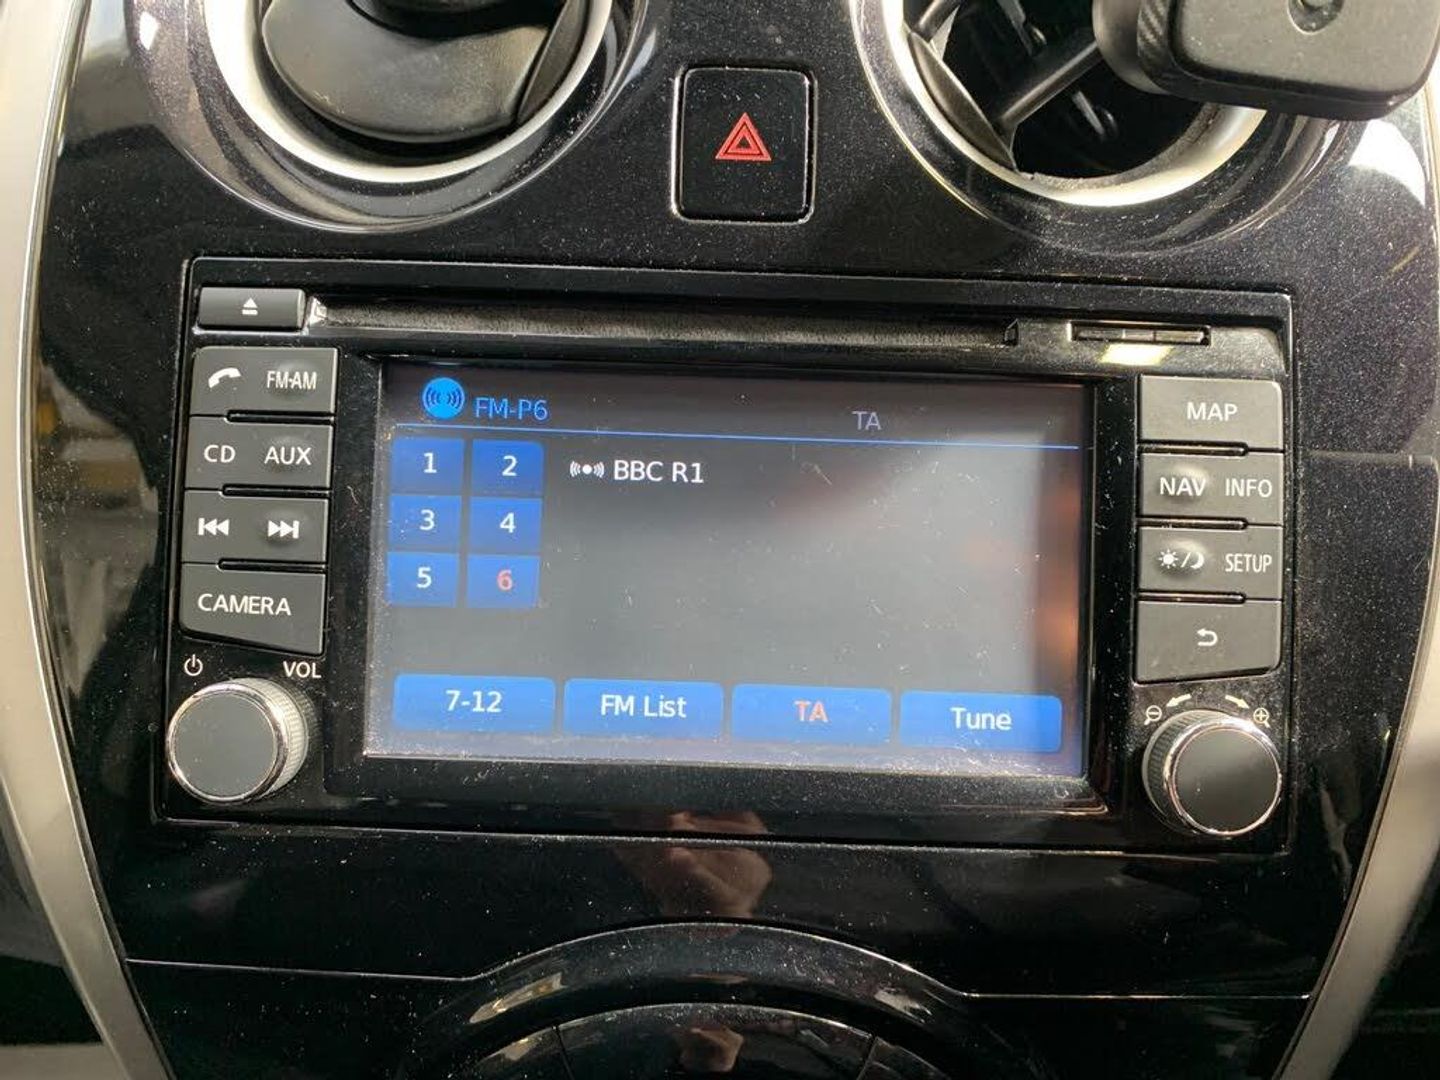 FM·AM
CD AUX
CAMERA
VOL
FM-P6
TA
1 2
3 4
5 6
BBC R1
7-12 FM List TA Tune
MAP
NAV INFO
SETUP